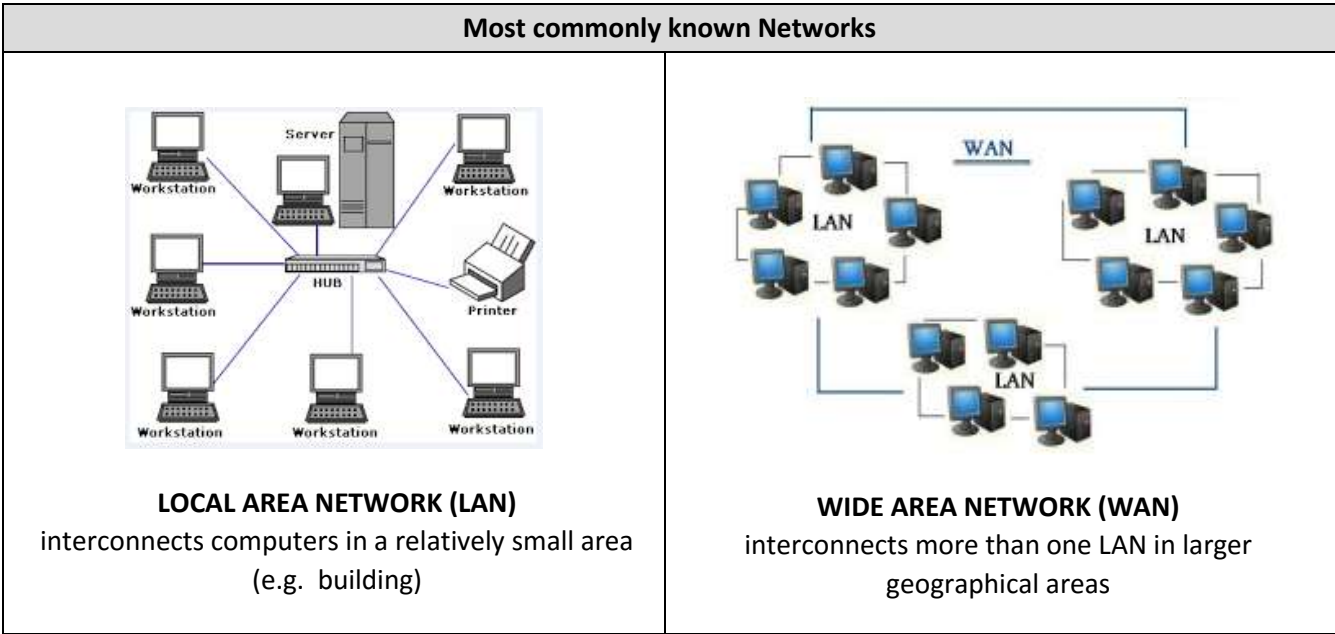 Most commonly known Networks
Server
Workstation
Workstation
Workstation
HUB
Printer
Workstation
Workstation
Workstation
LOCAL AREA NETWORK (LAN)
interconnects computers in a relatively small area
(e.g. building)
WAN
LAN
LAN
LAN
WIDE AREA NETWORK (WAN)
interconnects more than one LAN in larger
geographical areas